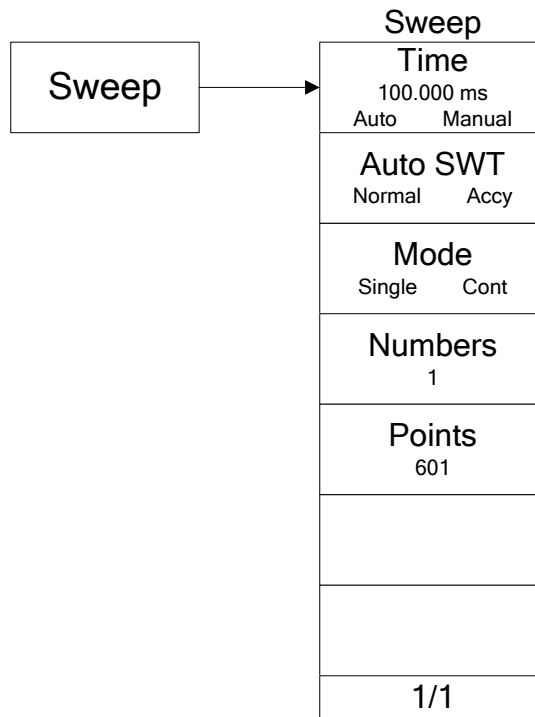 Sweep
Sweep
Time
100.000 ms
Auto Manual
Auto SWT
Normal Accy
Mode
Single Cont
Numbers
1
Points
601
1/1